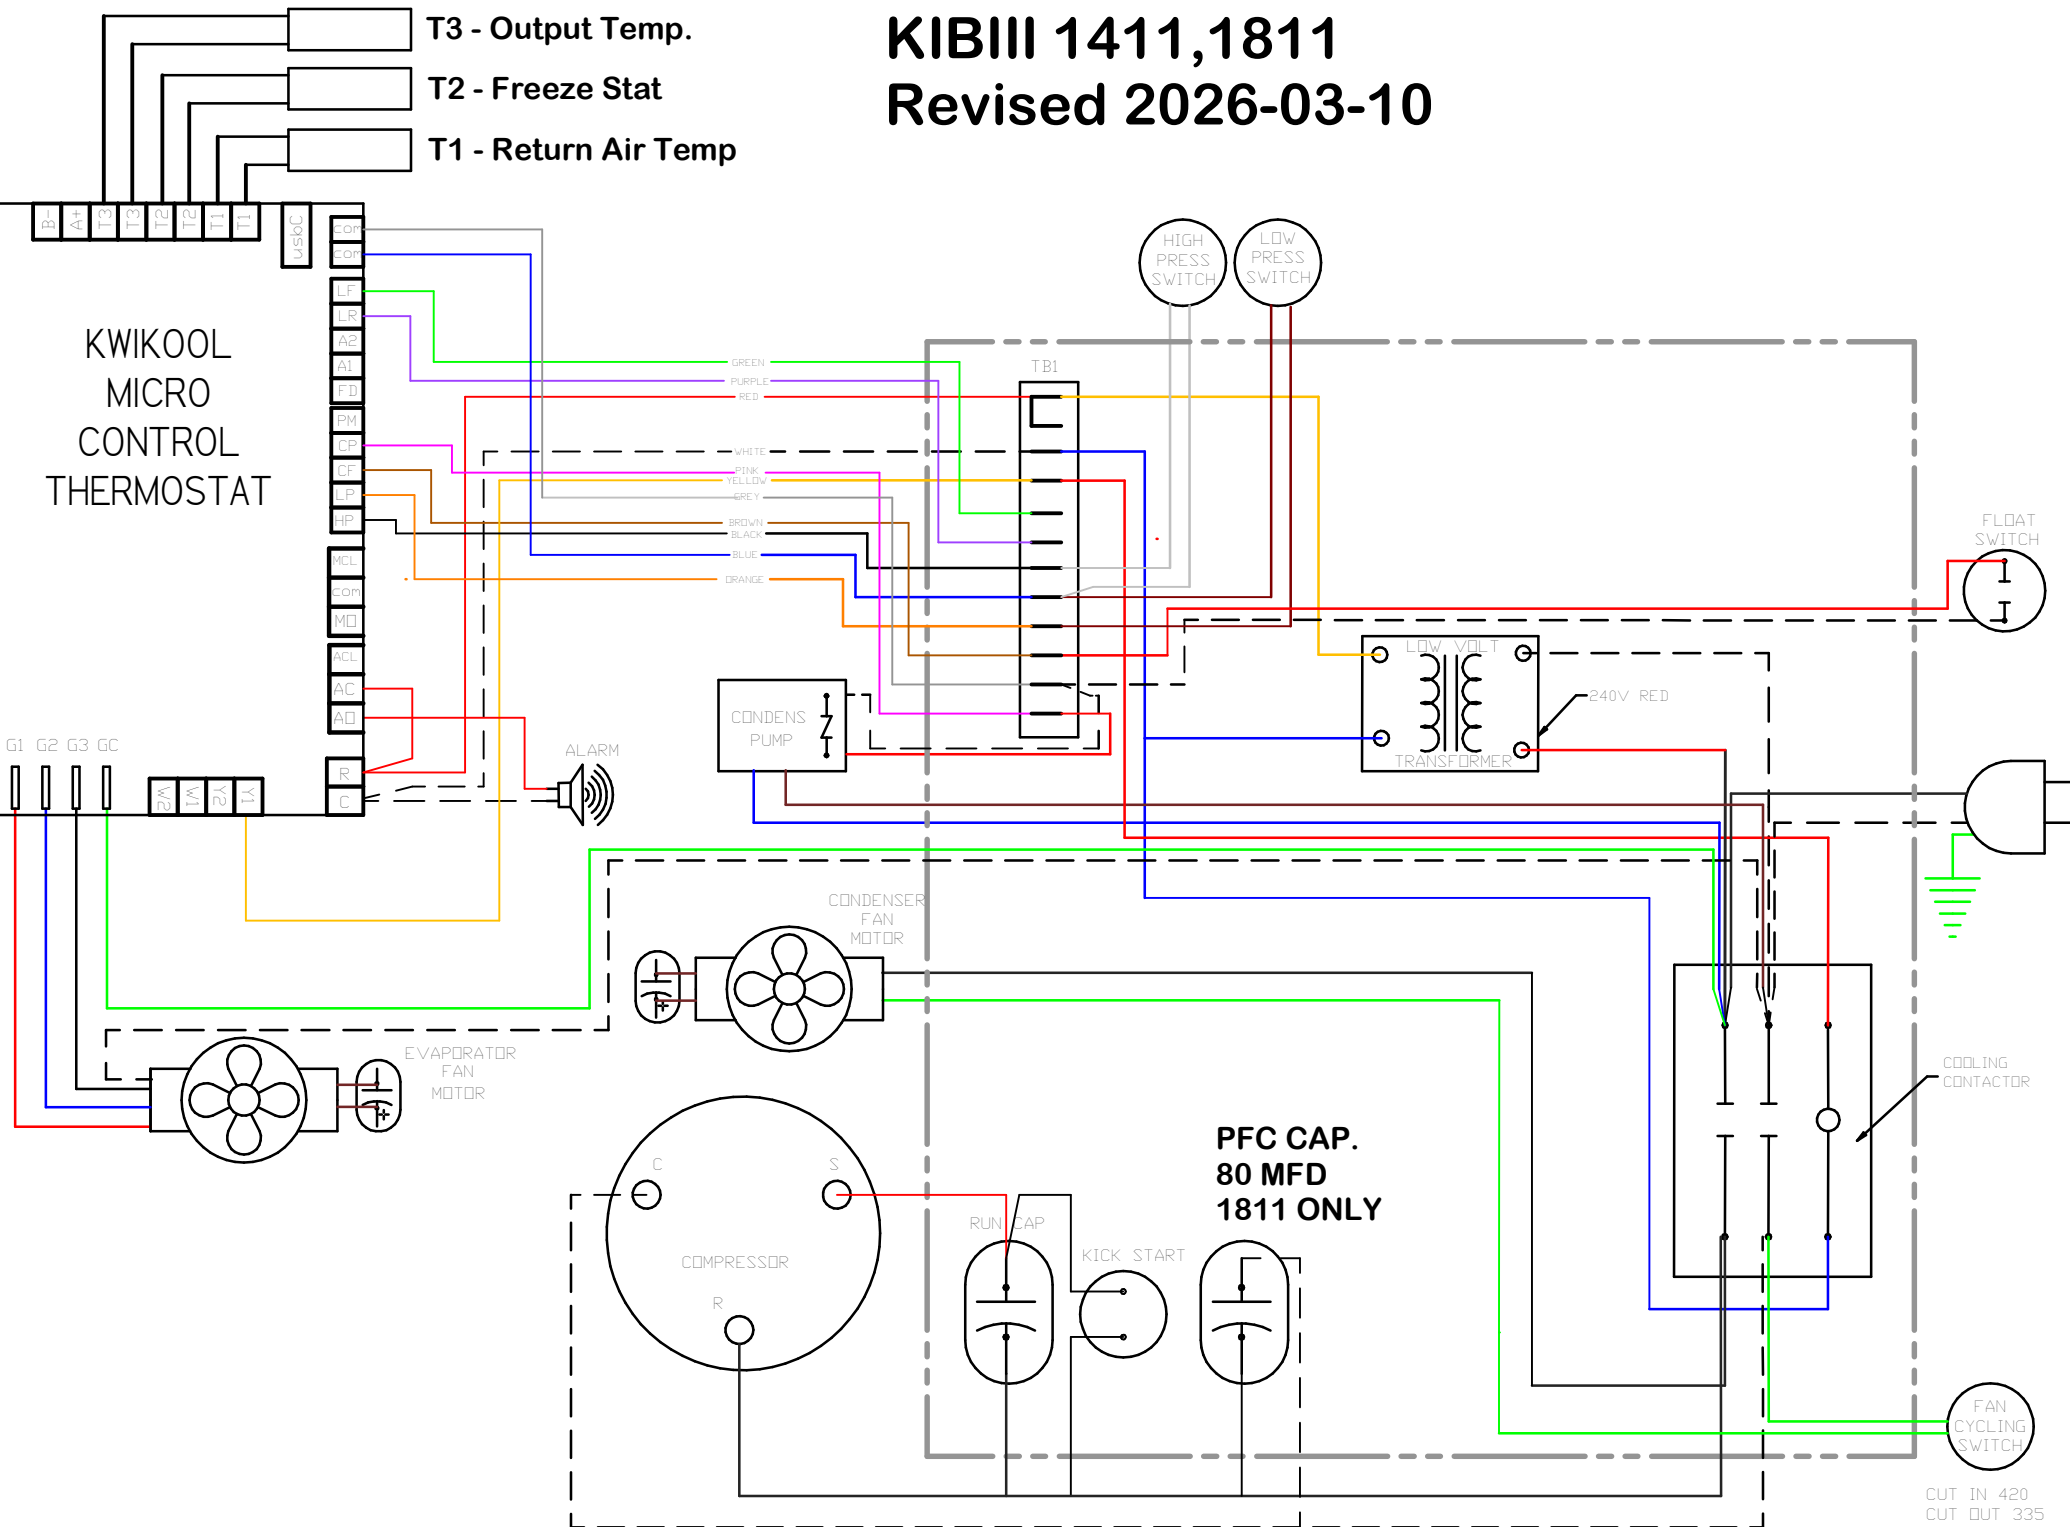 KIBIII 1411,1811
Revised 2026-03-10
T3 - Output Temp.
T2 - Freeze Stat
T1 - Return Air Temp
B-
A+
T3
T3
T2
T2
T1
T1
usbC
com
com
LF
LR
A2
A1
FD
PM
CP
CF
LP
HP
MCL
com
MO
ACL
AC
AO
R
C
KWIKOOL
MICRO
CONTROL
THERMOSTAT
G1 G2 G3 GC
W2
W1
Y2
Y1
ALARM
GREEN
PURPLE
RED
WHITE
PINK
YELLOW
GREY
BROWN
BLACK
BLUE
ORANGE
TB1
HIGH
PRESS
SWITCH
LOW
PRESS
SWITCH
FLOAT
SWITCH
LOW VOLT
TRANSFORMER
240V RED
CONDENS
PUMP
CONDENSER
FAN
MOTOR
EVAPORATOR
FAN
MOTOR
COOLING
CONTACTOR
C
S
R
COMPRESSOR
RUN CAP
KICK START
PFC CAP.
80 MFD
1811 ONLY
FAN
CYCLING
SWITCH
CUT IN 420
CUT OUT 335